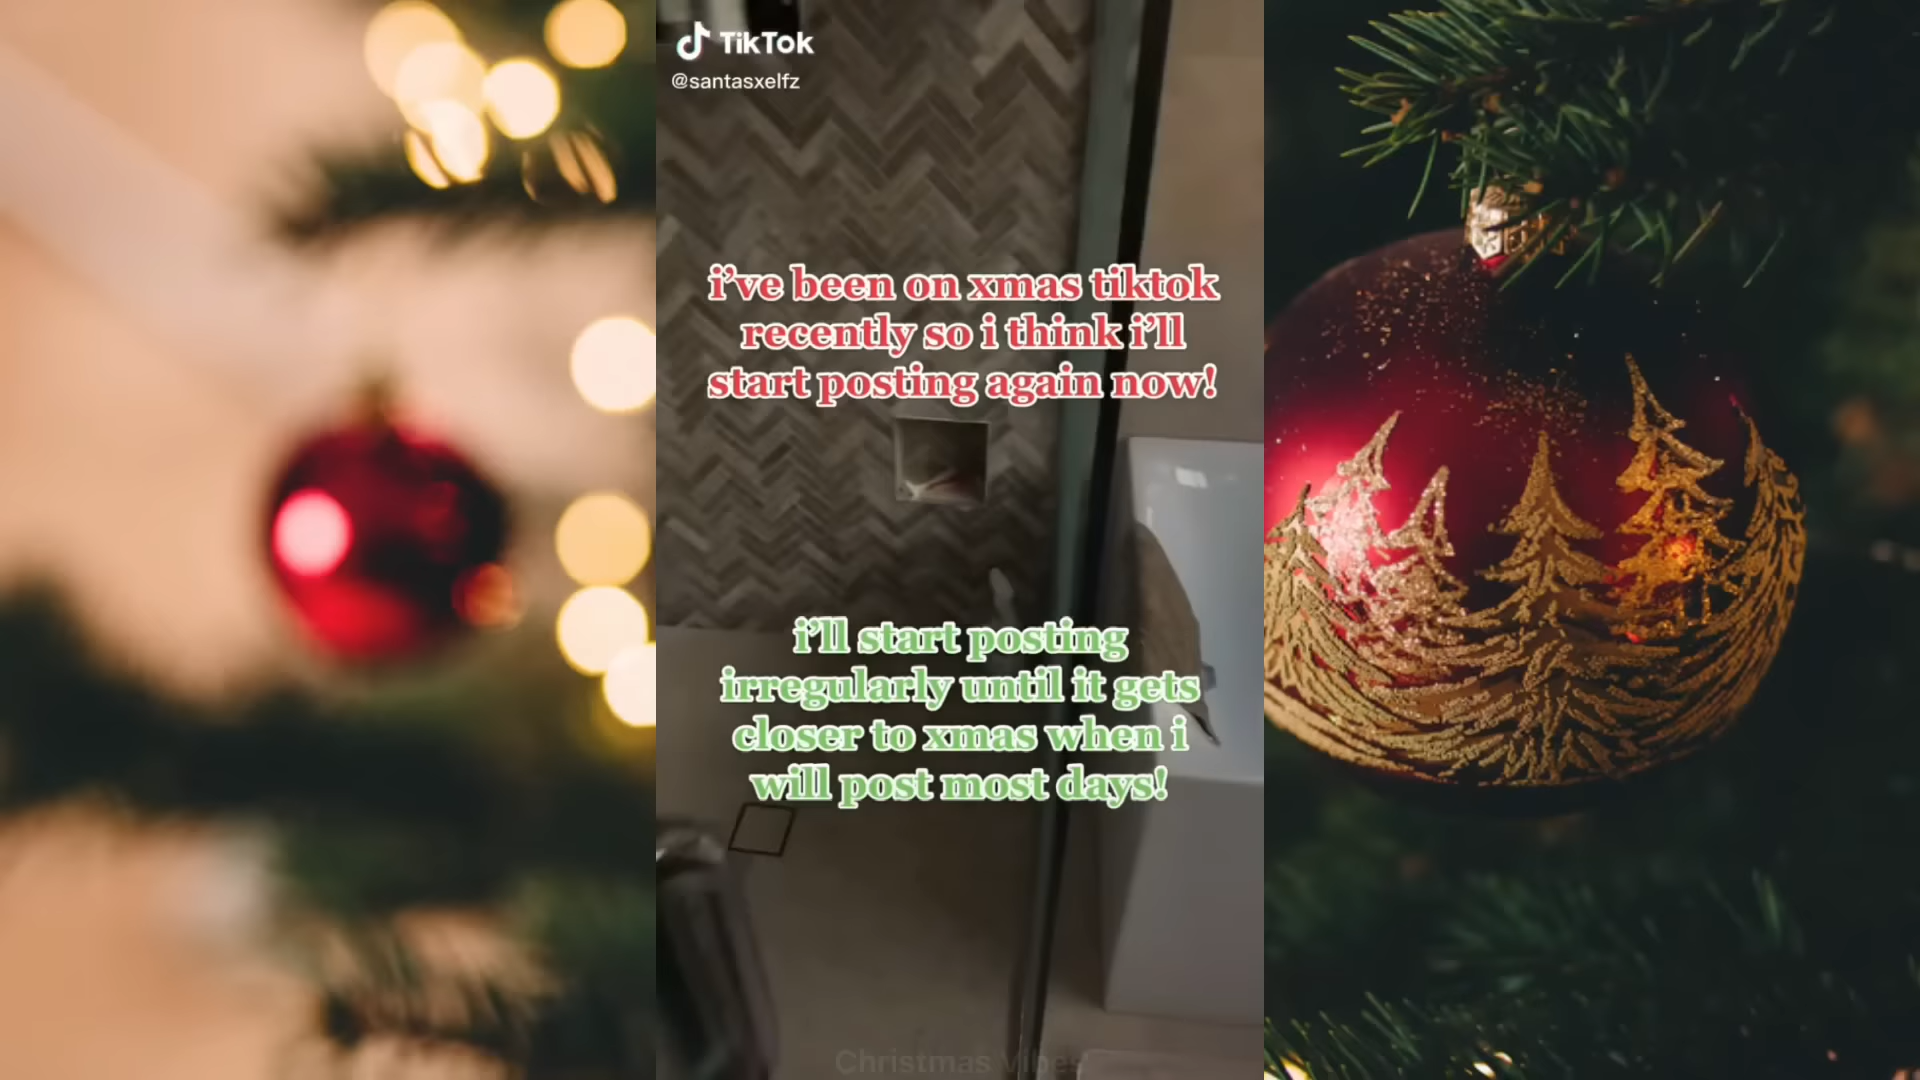 TikTok
@santasxelfz
i've been on xmas tiktok
recently so i think i'll
start posting again now!
i'll start posting
irregularly until it gets
closer to xmas when i
will post most days!
Christmas Vibes